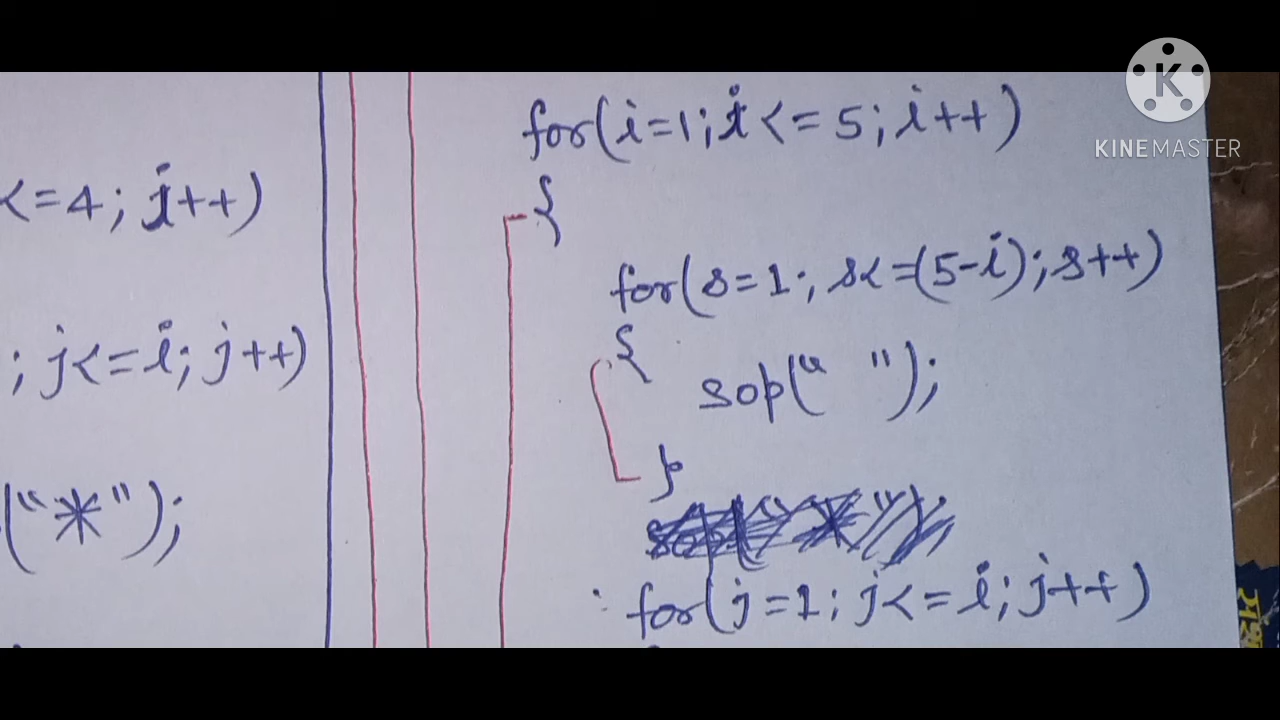 <=4; i++)
; j<=i; j++)
("*");
for(i=1;i<=5;i++)
{
for(s=1; s<=(5-i); s++)
{
sop(" ");
}
for(j=1; j<=i; j++)
KINEMASTER